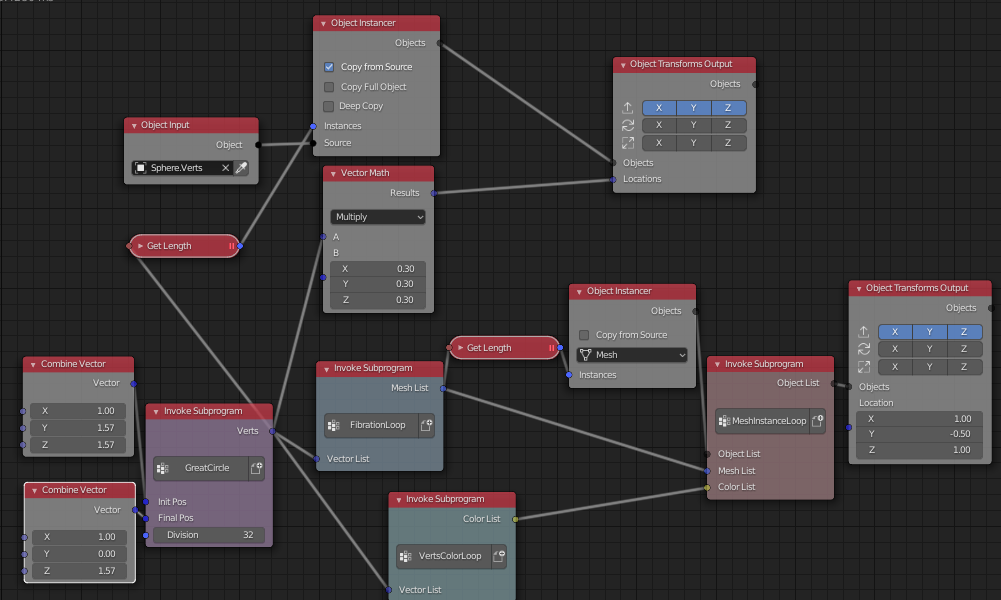 Object Instancer
Objects
Copy from Source
Copy Full Object
Deep Copy
Instances
Source
Object Transforms Output
Objects
X Y Z
X Y Z
X Y Z
Objects
Locations
Object Input
Object
Sphere.Verts
Vector Math
Results
Multiply
A
B
X 0.30
Y 0.30
Z 0.30
Get Length
Object Instancer
Objects
Copy from Source
Mesh
Instances
Object Transforms Output
Objects
X Y Z
X Y Z
X Y Z
Objects
Location
X 1.00
Y -0.50
Z 1.00
Get Length
Combine Vector
Vector
X 1.00
Y 1.57
Z 1.57
Invoke Subprogram
Mesh List
FibrationLoop
Vector List
Invoke Subprogram
Object List
MeshInstanceLoop
Object List
Mesh List
Color List
Invoke Subprogram
Verts
GreatCircle
Init Pos
Final Pos
Division 32
Combine Vector
Vector
X 1.00
Y 0.00
Z 1.57
Invoke Subprogram
Color List
VertsColorLoop
Vector List